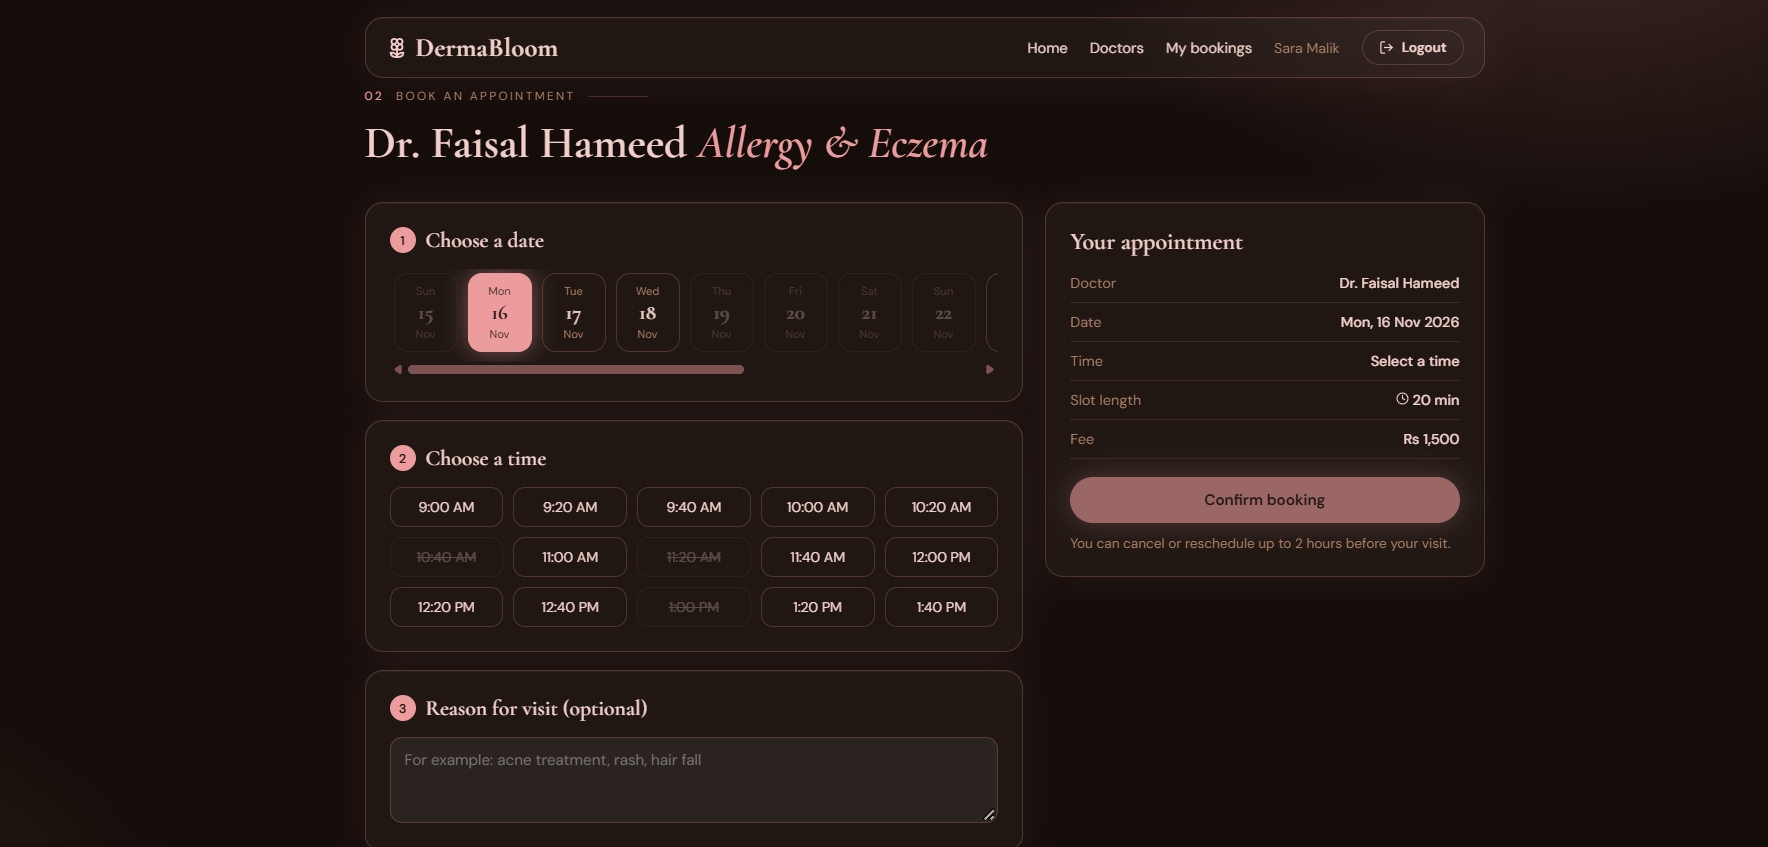 DermaBloom
Home Doctors My bookings Sara Malik Logout
02 BOOK AN APPOINTMENT
Dr. Faisal Hameed Allergy & Eczema
1 Choose a date
Sun Mon Tue Wed Thu Fri Sat Sun
15 16 17 18 19 20 21 22
Nov Nov Nov Nov Nov Nov Nov Nov
2 Choose a time
9:00 AM 9:20 AM 9:40 AM 10:00 AM 10:20 AM
10:40 AM 11:00 AM 11:20 AM 11:40 AM 12:00 PM
12:20 PM 12:40 PM 1:00 PM 1:20 PM 1:40 PM
3 Reason for visit (optional)
For example: acne treatment, rash, hair fall
Your appointment
Doctor Dr. Faisal Hameed
Date Mon, 16 Nov 2026
Time Select a time
Slot length 20 min
Fee Rs 1,500
Confirm booking
You can cancel or reschedule up to 2 hours before your visit.